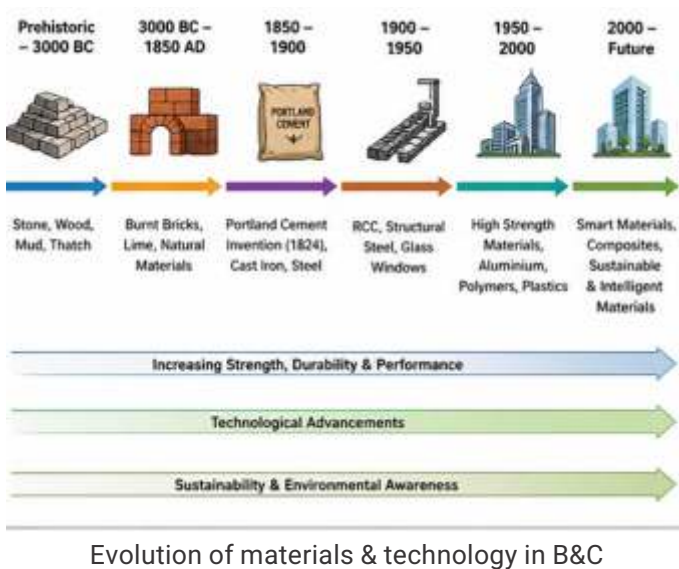 Prehistoric
– 3000 BC
3000 BC –
1850 AD
1850 –
1900
1900 –
1950
1950 –
2000
2000 –
Future
PORTLAND
CEMENT
Stone, Wood,
Mud, Thatch
Burnt Bricks,
Lime, Natural
Materials
Portland Cement
Invention (1824),
Cast Iron, Steel
RCC, Structural
Steel, Glass
Windows
High Strength
Materials,
Aluminium,
Polymers, Plastics
Smart Materials,
Composites,
Sustainable
& Intelligent
Materials
Increasing Strength, Durability & Performance
Technological Advancements
Sustainability & Environmental Awareness
Evolution of materials & technology in B&C